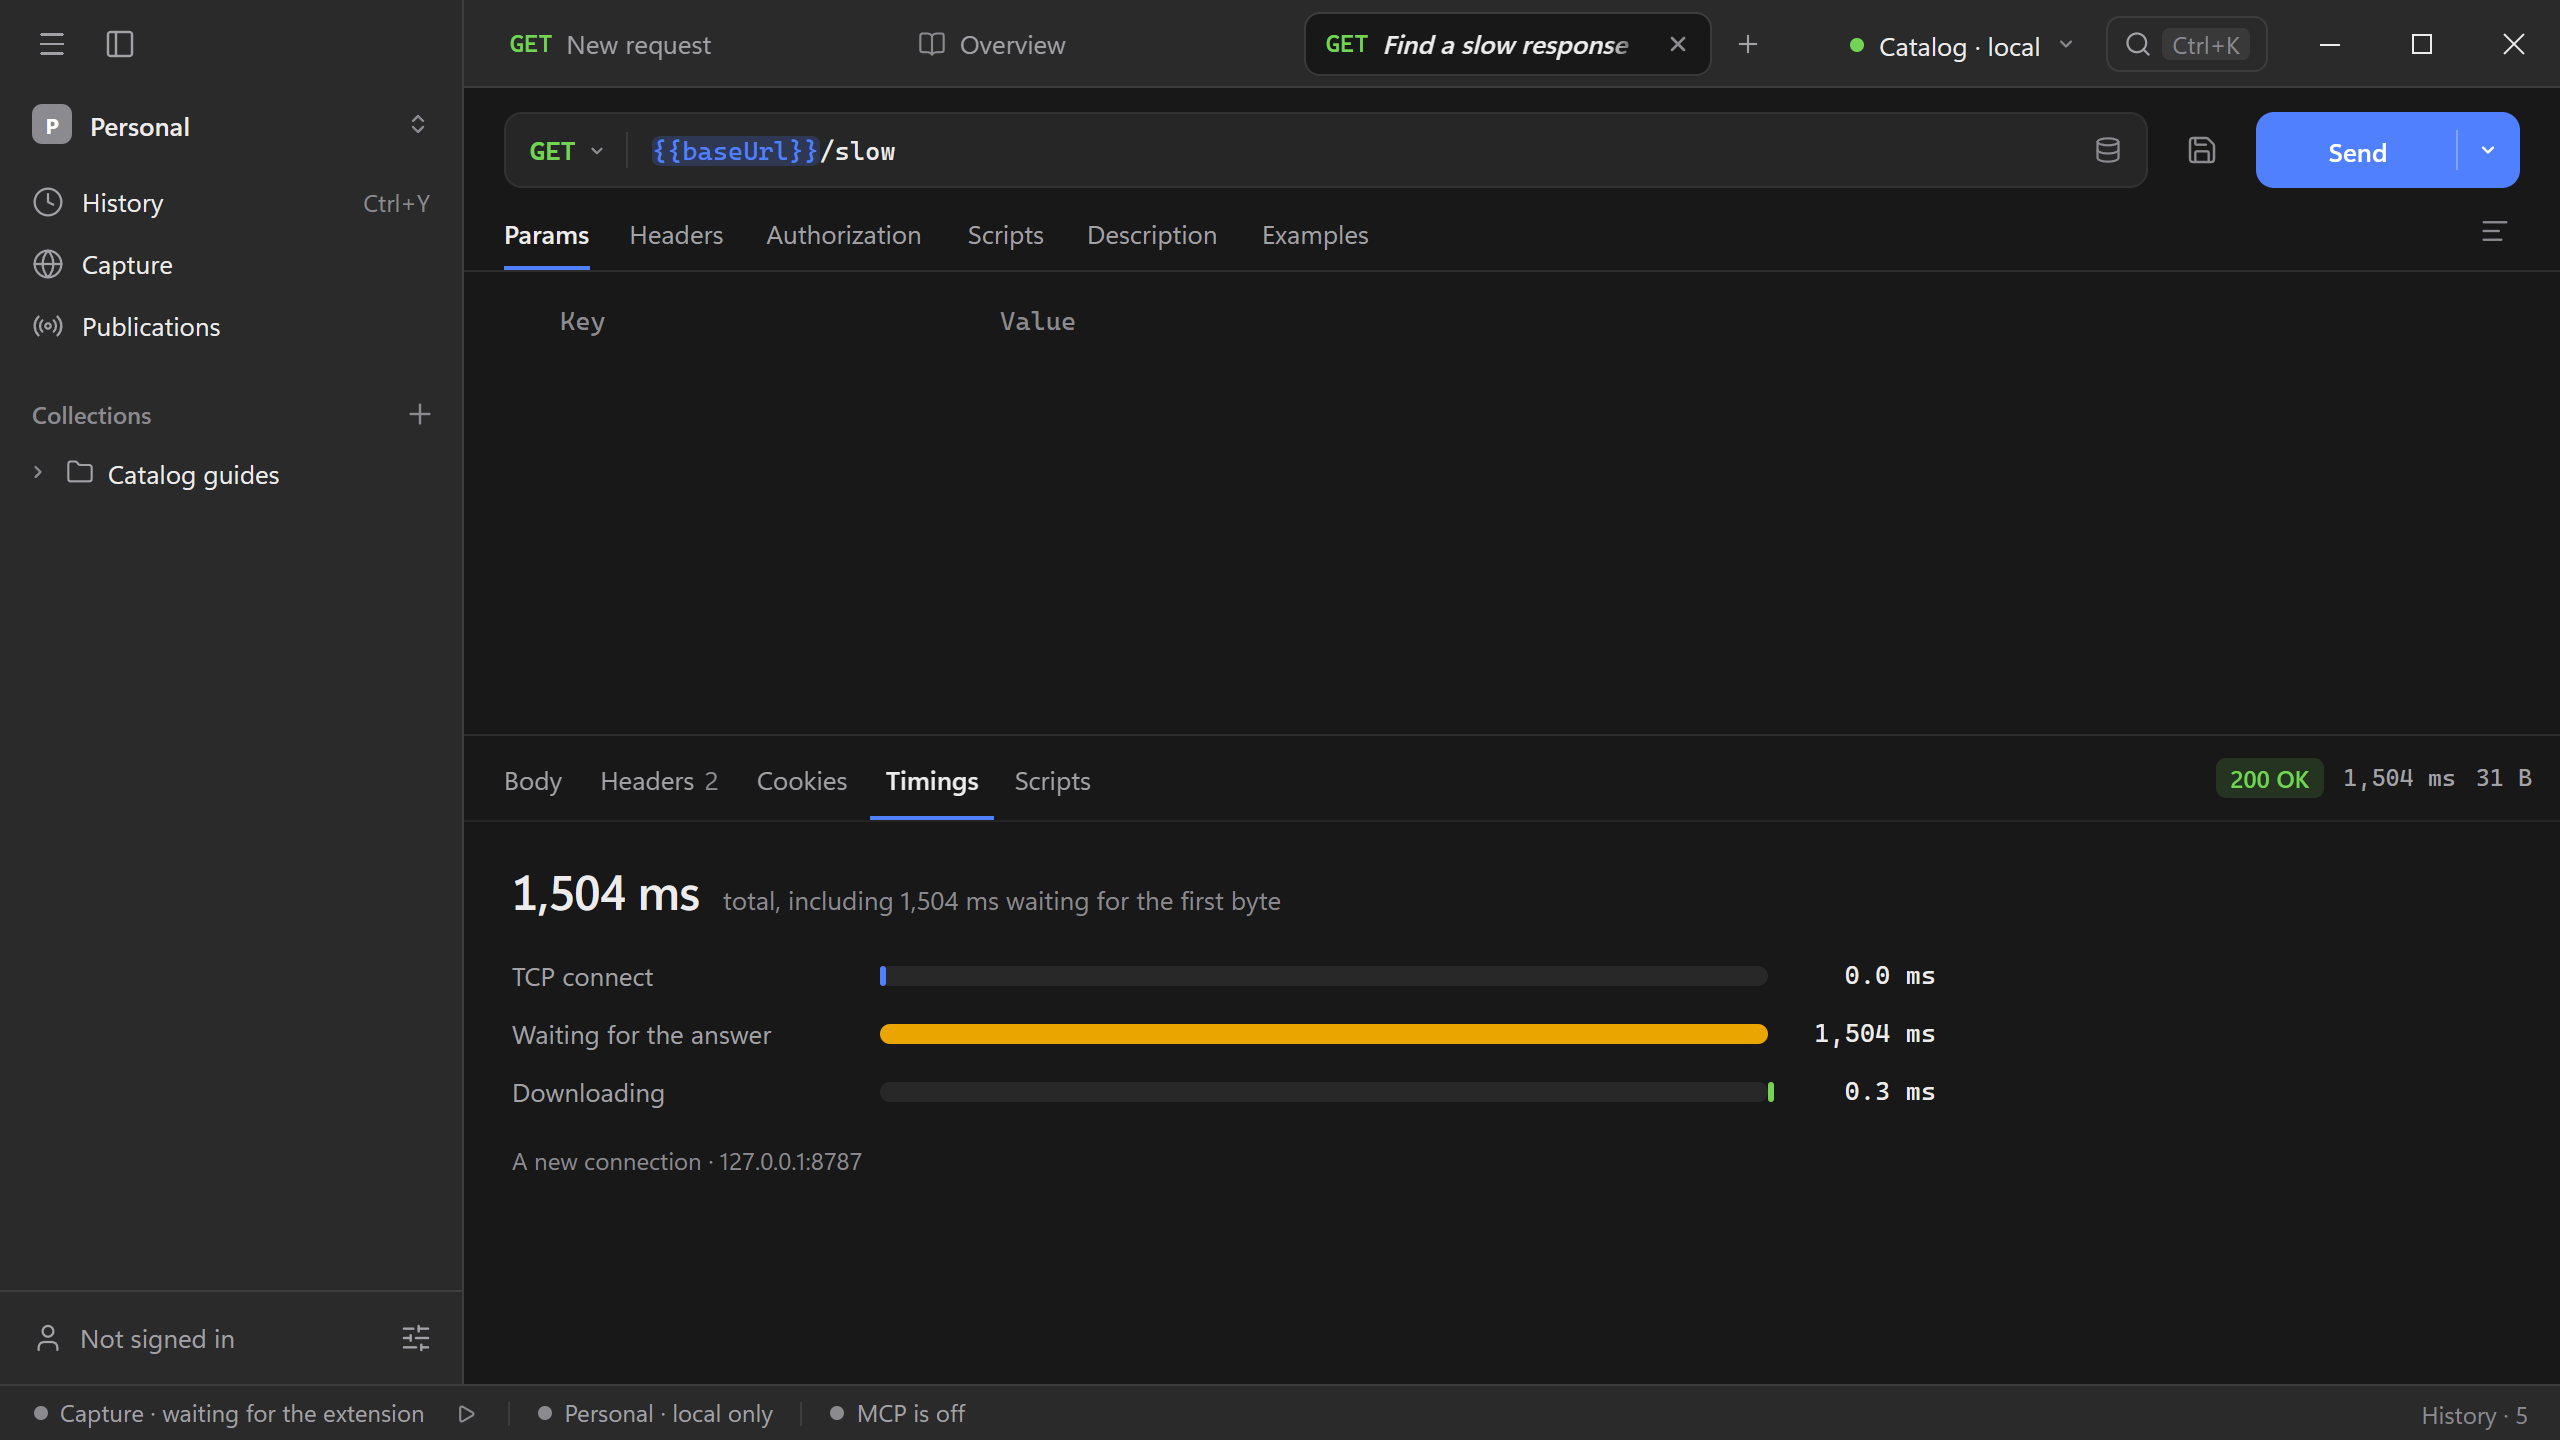 GET New request
Overview
GET Find a slow response
Catalog · local
Ctrl+K
P Personal
History Ctrl+Y
Capture
Publications
Collections
Catalog guides
GET {{baseUrl}}/slow
Send
Params Headers Authorization Scripts Description Examples
Key Value
Body Headers 2 Cookies Timings Scripts
200 OK 1,504 ms 31 B
1,504 ms total, including 1,504 ms waiting for the first byte
TCP connect 0.0 ms
Waiting for the answer 1,504 ms
Downloading 0.3 ms
A new connection · 127.0.0.1:8787
Not signed in
Capture · waiting for the extension
Personal · local only
MCP is off
History · 5